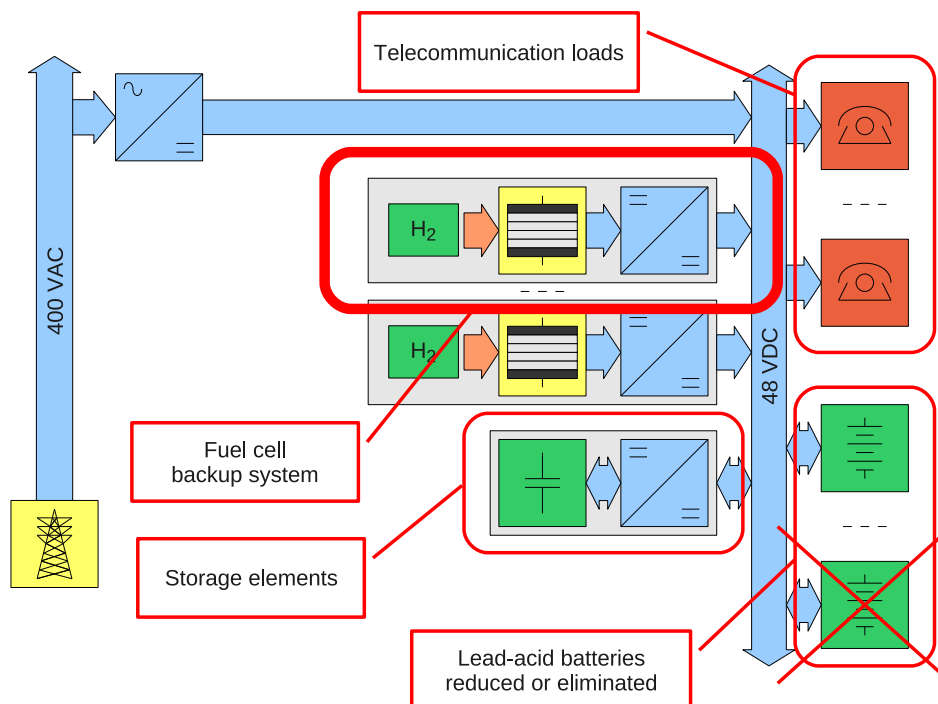 Telecommunication loads
400 VAC
H2
H2
48 VDC
Fuel cell
backup system
Storage elements
Lead-acid batteries
reduced or eliminated